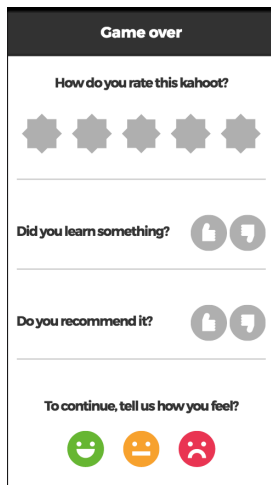 Game over
How do you rate this kahoot?
Did you learn something?
Do you recommend it?
To continue, tell us how you feel?